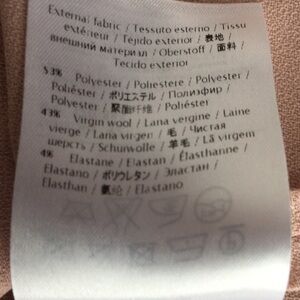 External fabric / Tessuto esterno / Tissu
extérieur / Tejido exterior / 表地 /
внешний материал / Oberstoff / 面料 /
Tecido exterior
53% Polyester / Poliestere / Polyester /
Poliéster / ポリエステル / Полиэфир /
Polyester / 聚酯纤维 / Poliéster
43% Virgin wool / Lana vergine / Laine
vierge / Lana virgen / 毛 / Чистая
шерсть / Schurwolle / 羊毛 / Lã virgem
4% Elastane / Elastan / Élasthanne /
Elastano / ポリウレタン / Эластан /
Elasthan / 氨纶 / Elastano